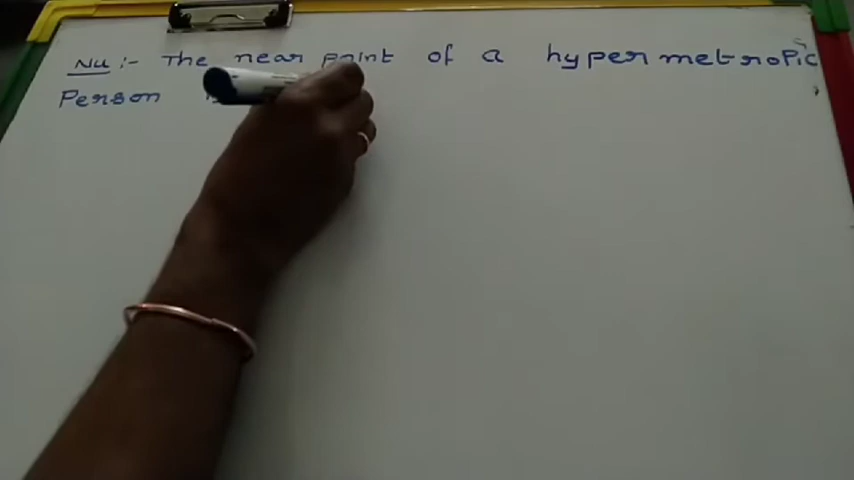 Nu :- The near point of a hypermetropic
Person